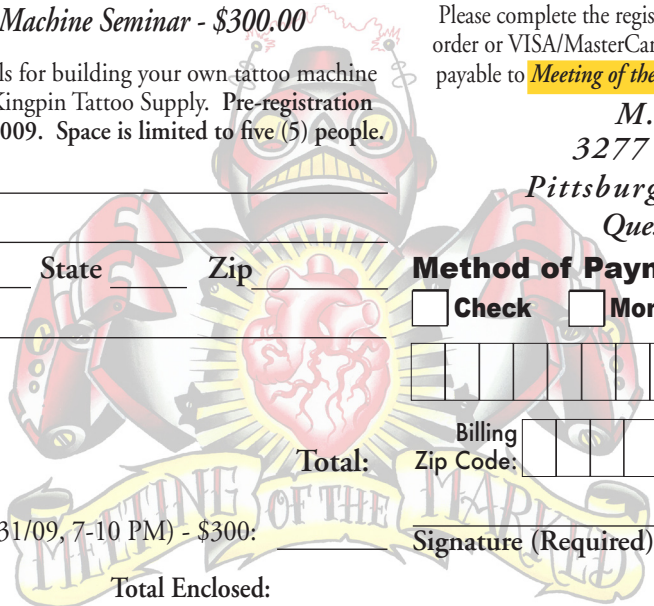 Machine Seminar - $300.00
ls for building your own tattoo machine
Kingpin Tattoo Supply. Pre-registration
009. Space is limited to five (5) people.
State Zip
Total:
31/09, 7-10 PM) - $300:
Total Enclosed:
Please complete the regis
order or VISA/MasterCar
payable to Meeting of the
M.
3277
Pittsburg
Que
Method of Payn
Check Mor
Billing
Zip Code:
Signature (Required)
MEETING OF THE MARKED